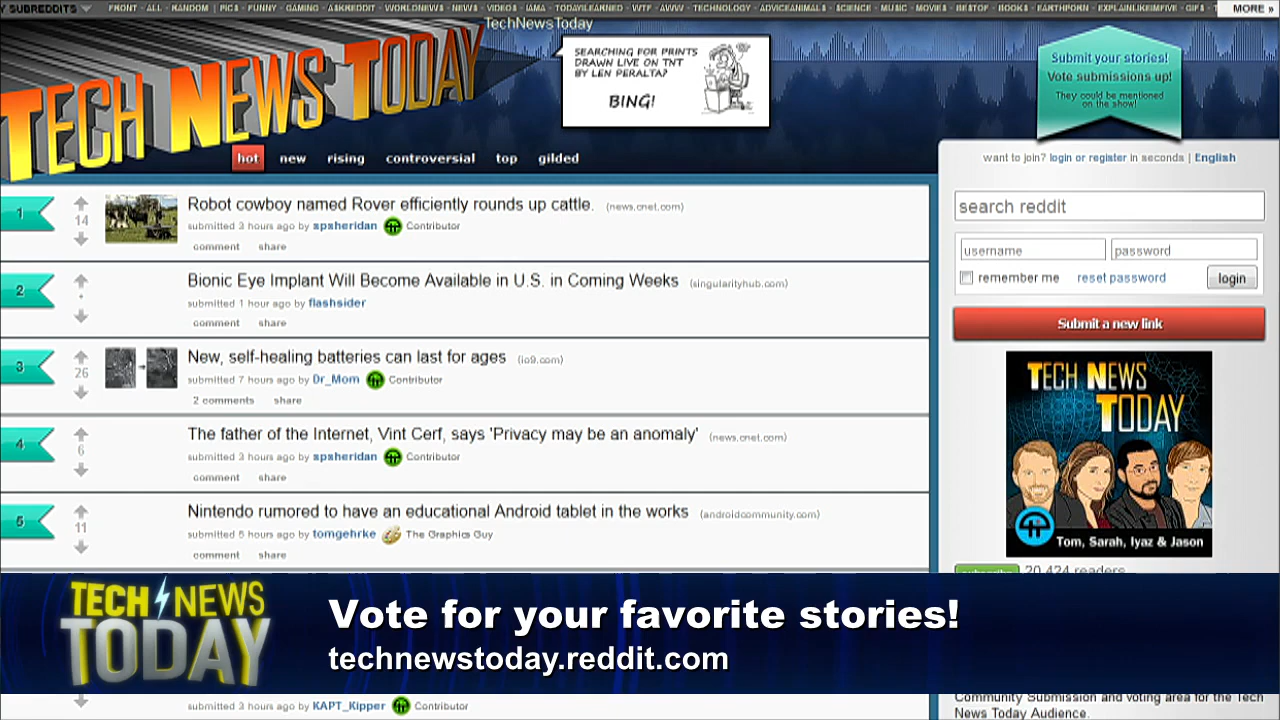 Y SUBREDDITS FRONT - ALL - RANDOM | PICS - FUNNY - GAMING - ASKREDDIT - WORLDNEWS - NEWS - VIDEOS - IAMA - TODAYILEARNED - WTF - AWW - TECHNOLOGY - ADVICEANIMALS - SCIENCE - MUSIC - MOVIES - BESTOF - BOOKS - EARTHPORN - EXPLAINLIKEIMFIVE - GIFS - MORE »
TechNewsToday
TECH NEWS TODAY
SEARCHING FOR PRINTS
DRAWN LIVE ON TNT
BY LEN PERALTA?
BING!
Submit your stories!
Vote submissions up!
They could be mentioned
on the show!
hot new rising controversial top gilded
want to join? login or register in seconds | English
search reddit
username password
remember me reset password login
Submit a new link
TECH NEWS
TODAY
Tom, Sarah, Iyaz & Jason
20,424 readers
1
14
Robot cowboy named Rover efficiently rounds up cattle. (news.cnet.com)
submitted 3 hours ago by spsheridan Contributor
comment share
2
•
Bionic Eye Implant Will Become Available in U.S. in Coming Weeks (singularityhub.com)
submitted 1 hour ago by flashsider
comment share
3
26
New, self-healing batteries can last for ages (io9.com)
submitted 7 hours ago by Dr_Mom Contributor
2 comments share
4
6
The father of the Internet, Vint Cerf, says 'Privacy may be an anomaly' (news.cnet.com)
submitted 3 hours ago by spsheridan Contributor
comment share
5
11
Nintendo rumored to have an educational Android tablet in the works (androidcommunity.com)
submitted 5 hours ago by tomgehrke The Graphics Guy
comment share
TECH NEWS
TODAY
Vote for your favorite stories!
technewstoday.reddit.com
submitted 3 hours ago by KAPT_Kipper Contributor
Community Submission and voting area for the Tech
News Today Audience.